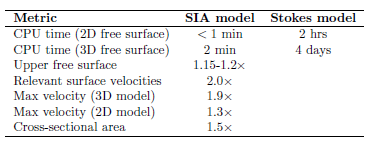 Metric SIA model Stokes model
CPU time (2D free surface) < 1 min 2 hrs
CPU time (3D free surface) 2 min 4 days
Upper free surface 1.15-1.2×
Relevant surface velocities 2.0×
Max velocity (3D model) 1.9×
Max velocity (2D model) 1.3×
Cross-sectional area 1.5×